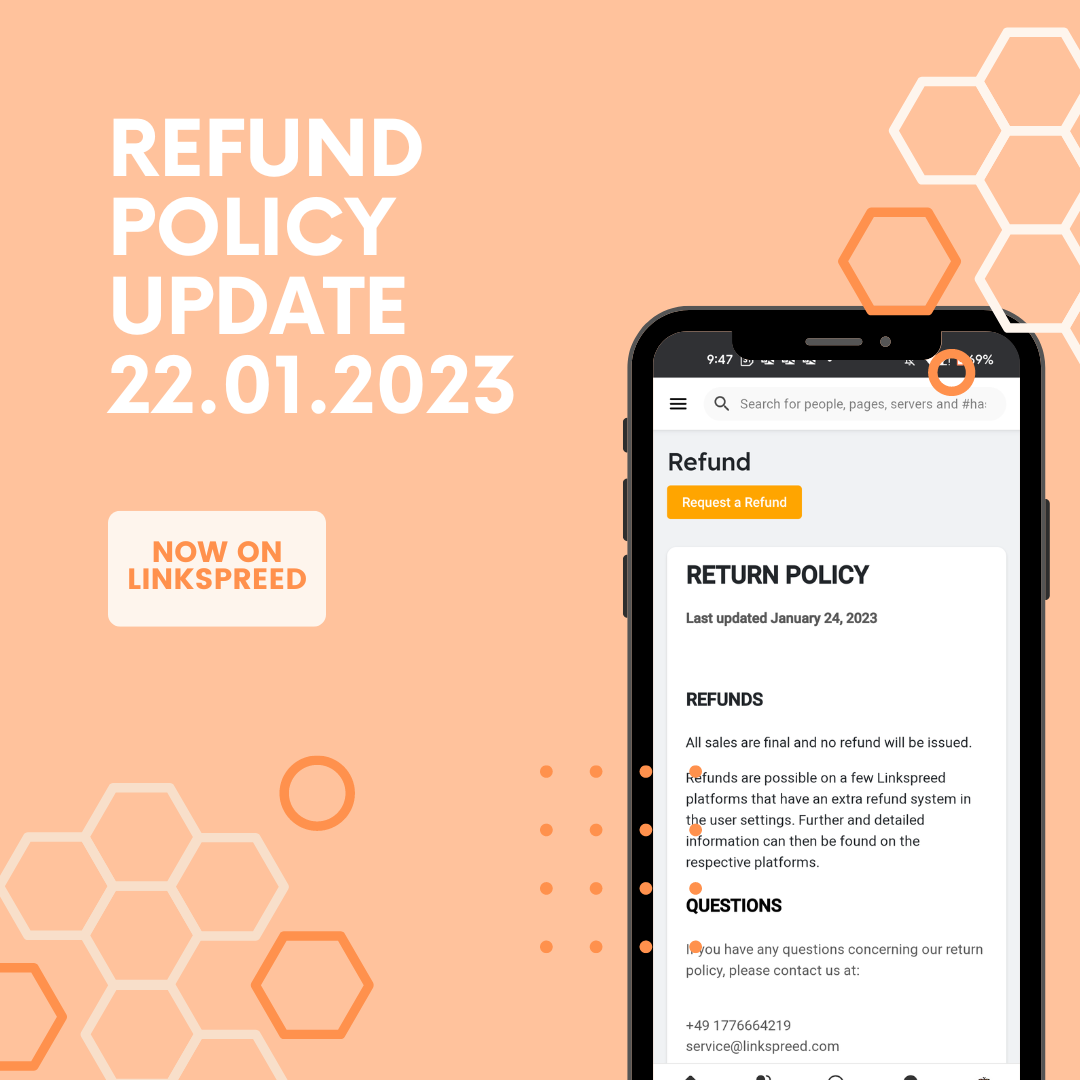 REFUND
POLICY
UPDATE
22.01.2023
NOW ON
LINKSPREED
9:47
69%
Search for people, pages, servers and #ha
Refund
Request a Refund
RETURN POLICY
Last updated January 24, 2023
REFUNDS
All sales are final and no refund will be issued.
Refunds are possible on a few Linkspreed
platforms that have an extra refund system in
the user settings. Further and detailed
information can then be found on the
respective platforms.
QUESTIONS
If you have any questions concerning our return
policy, please contact us at:
+49 1776664219
service@linkspreed.com